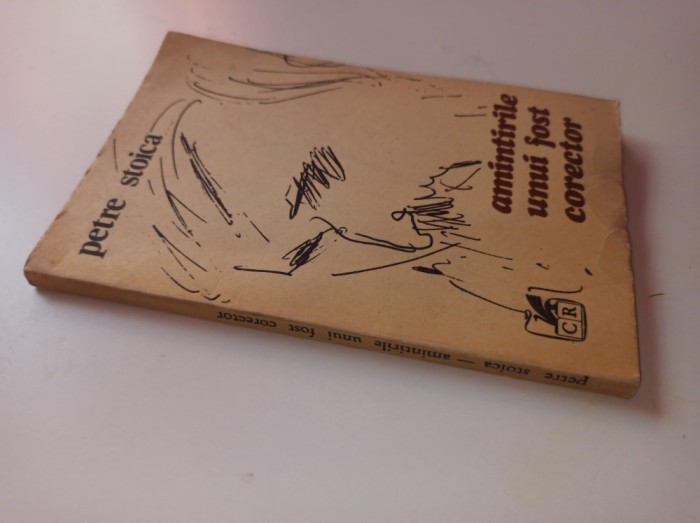 petre stoica
amintirile
unui fost
corector
CR
petre stoica — amintirile unui fost corector